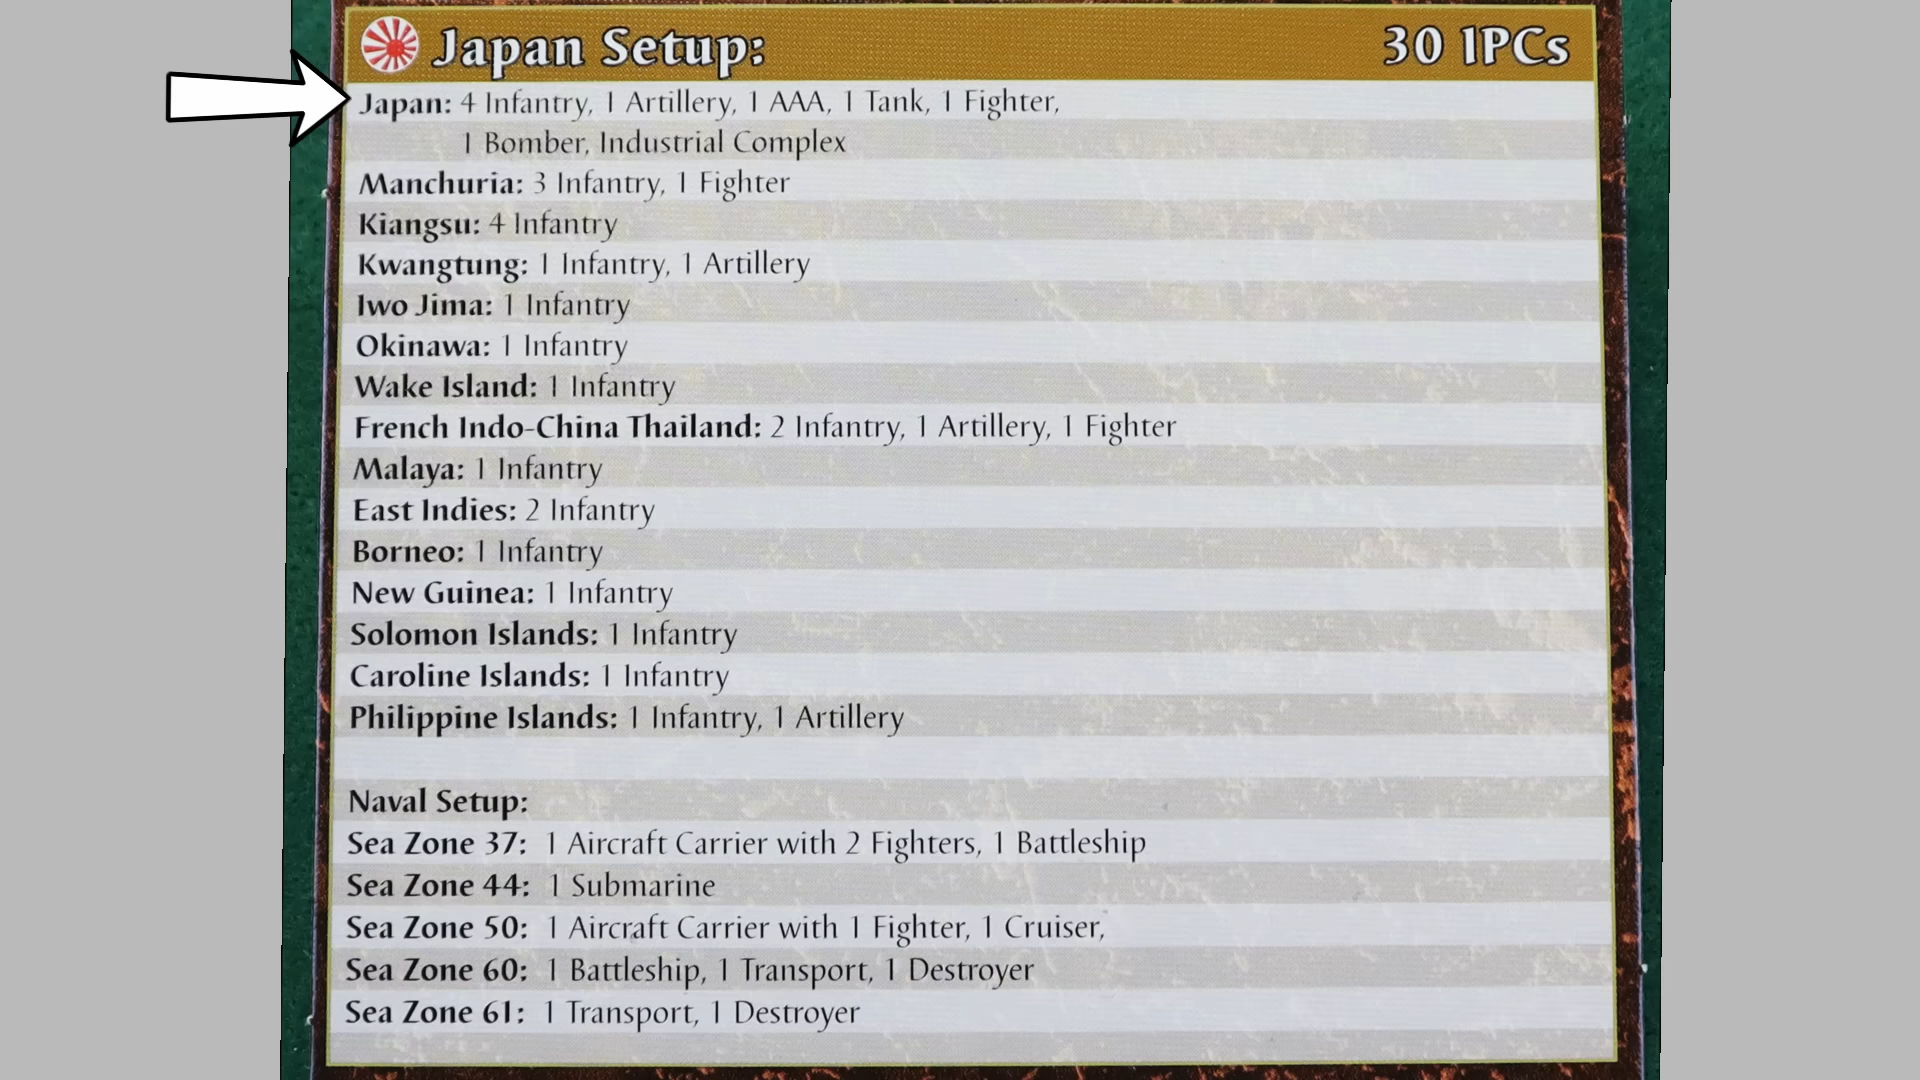 Japan Setup: 30 IPCs
Japan: 4 Infantry, 1 Artillery, 1 AAA, 1 Tank, 1 Fighter,
1 Bomber, Industrial Complex
Manchuria: 3 Infantry, 1 Fighter
Kiangsu: 4 Infantry
Kwangtung: 1 Infantry, 1 Artillery
Iwo Jima: 1 Infantry
Okinawa: 1 Infantry
Wake Island: 1 Infantry
French Indo-China Thailand: 2 Infantry, 1 Artillery, 1 Fighter
Malaya: 1 Infantry
East Indies: 2 Infantry
Borneo: 1 Infantry
New Guinea: 1 Infantry
Solomon Islands: 1 Infantry
Caroline Islands: 1 Infantry
Philippine Islands: 1 Infantry, 1 Artillery
Naval Setup:
Sea Zone 37: 1 Aircraft Carrier with 2 Fighters, 1 Battleship
Sea Zone 44: 1 Submarine
Sea Zone 50: 1 Aircraft Carrier with 1 Fighter, 1 Cruiser,
Sea Zone 60: 1 Battleship, 1 Transport, 1 Destroyer
Sea Zone 61: 1 Transport, 1 Destroyer